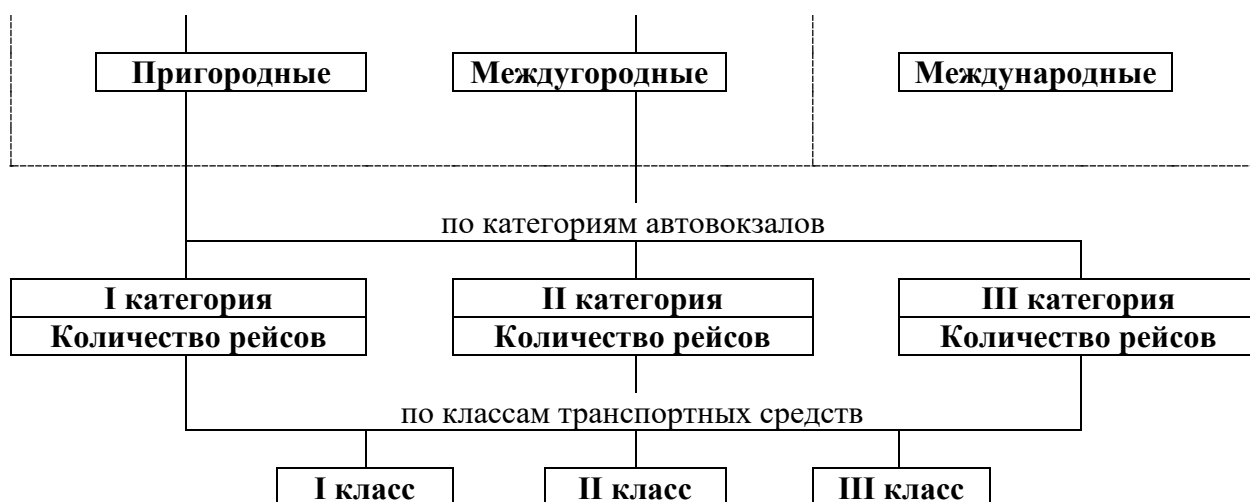 Пригородные Междугородные Международные
по категориям автовокзалов
I категория II категория III категория
Количество рейсов Количество рейсов Количество рейсов
по классам транспортных средств
I класс II класс III класс